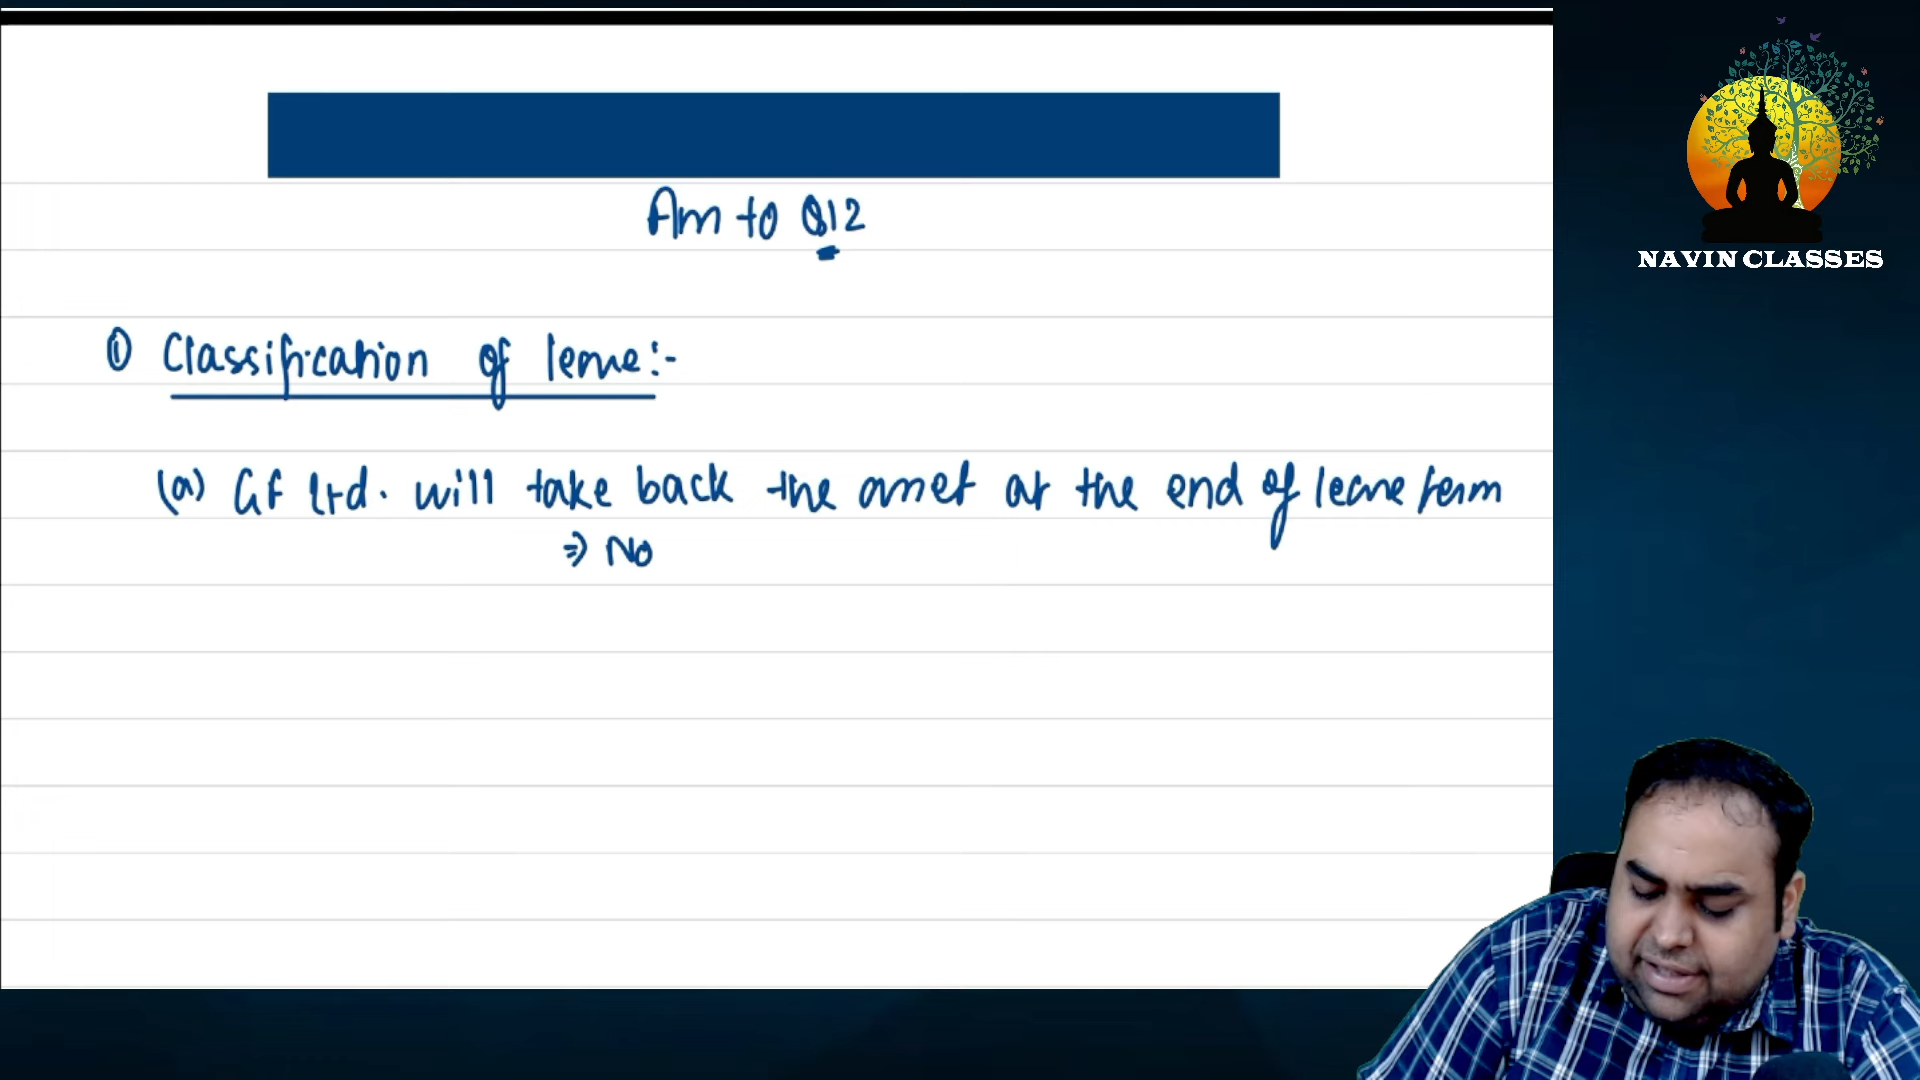 Ans to Q12
① Classification of lease:-
(a) GF Ltd. will take back the asset at the end of lease term
⇒ No
NAVIN CLASSES